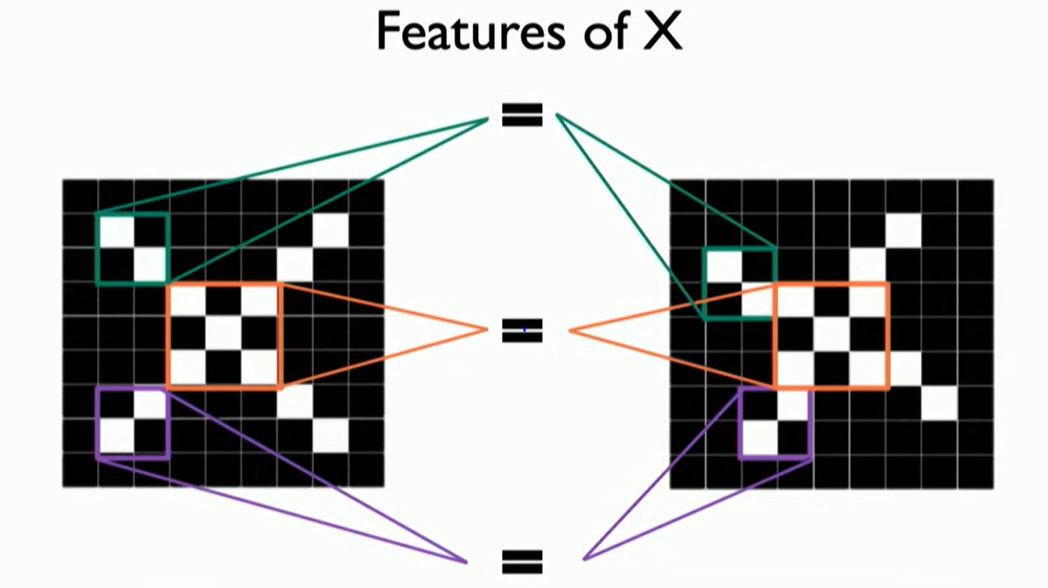 Features of X
=
=
=